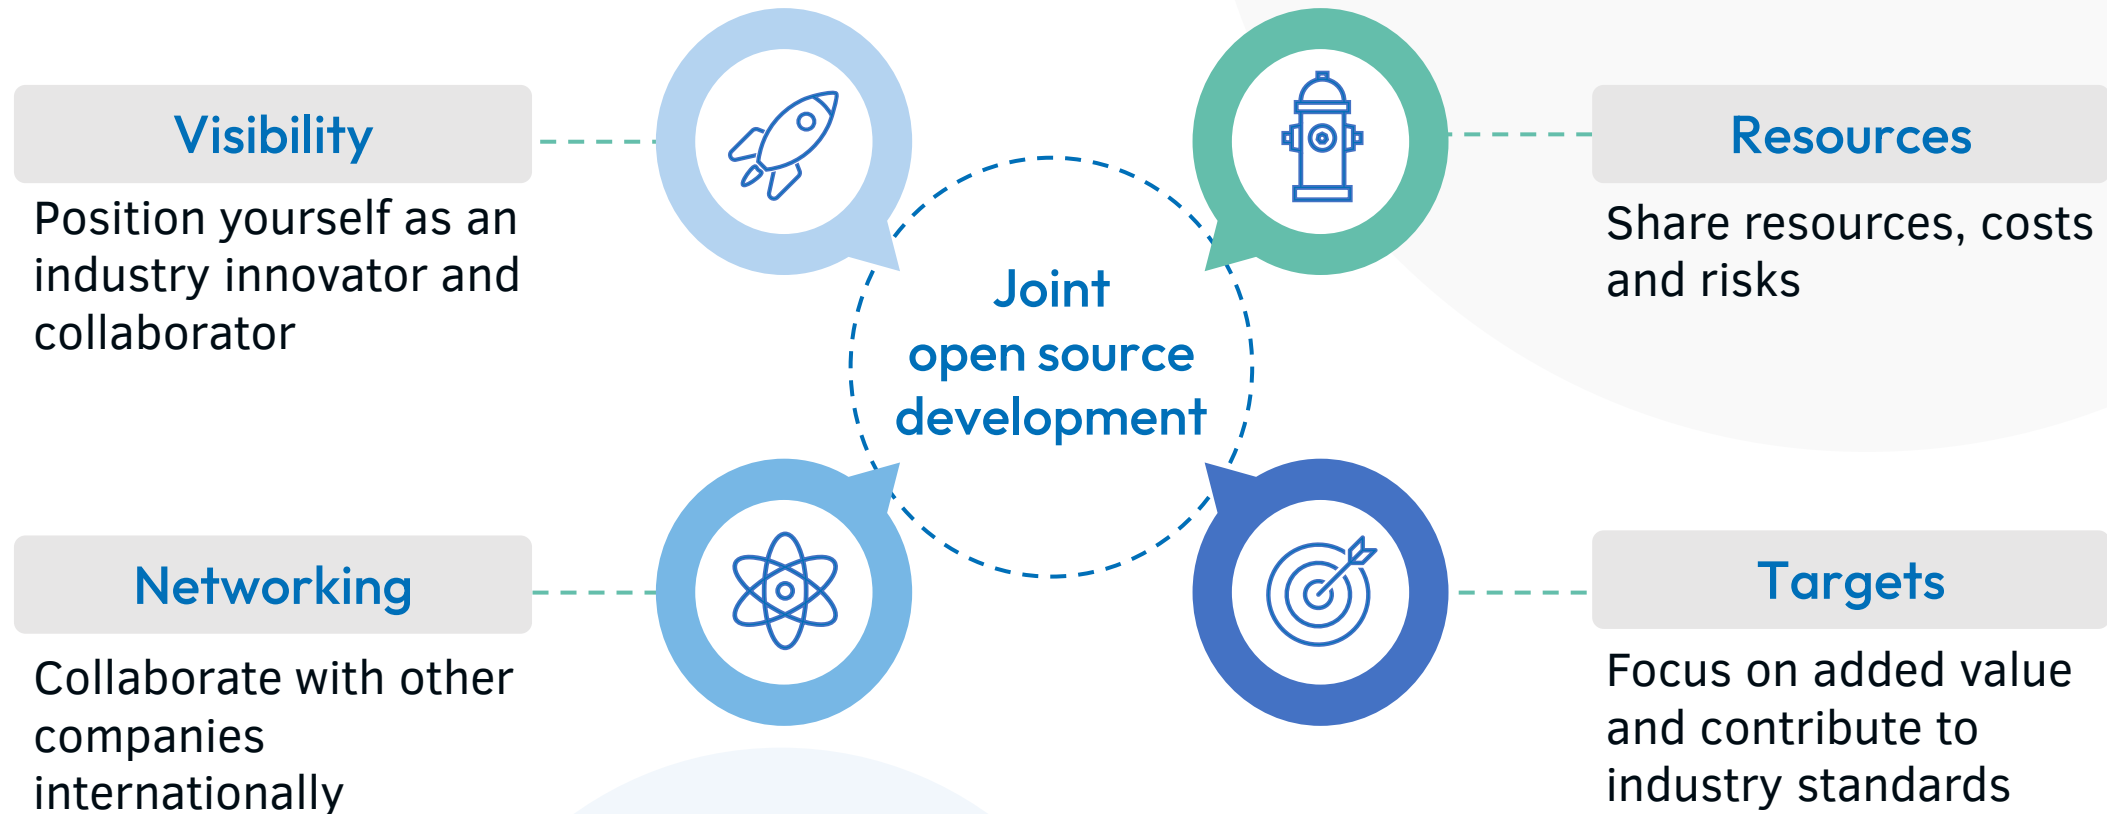 Visibility
Position yourself as an
industry innovator and
collaborator
Resources
Share resources, costs
and risks
Joint
open source
development
Networking
Collaborate with other
companies
internationally
Targets
Focus on added value
and contribute to
industry standards